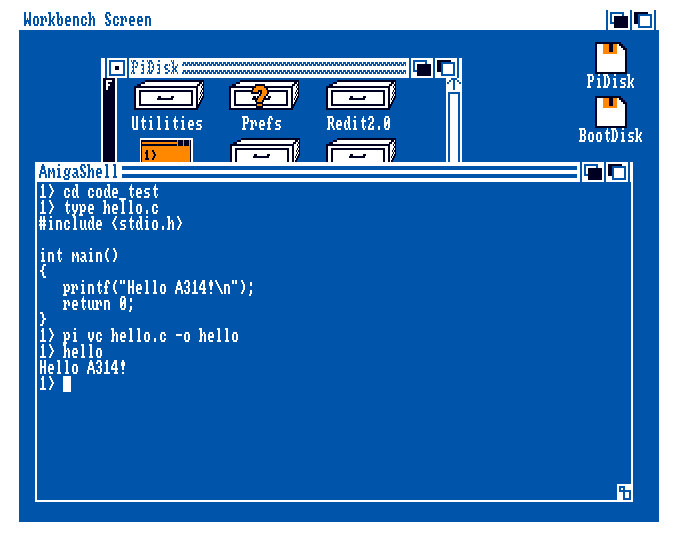 Workbench Screen
PiDisk
Utilities Prefs Redit2.0
1>
PiDisk
BootDisk
AmigaShell
1> cd code_test
1> type hello.c
#include <stdio.h>
int main()
{
printf("Hello A314!\n");
return 0;
}
1> pi vc hello.c -o hello
1> hello
Hello A314!
1>